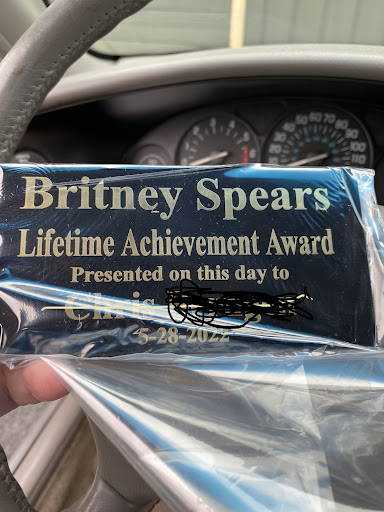 Britney Spears
Lifetime Achievement Award
Presented on this day to
Chris
5-28-2022